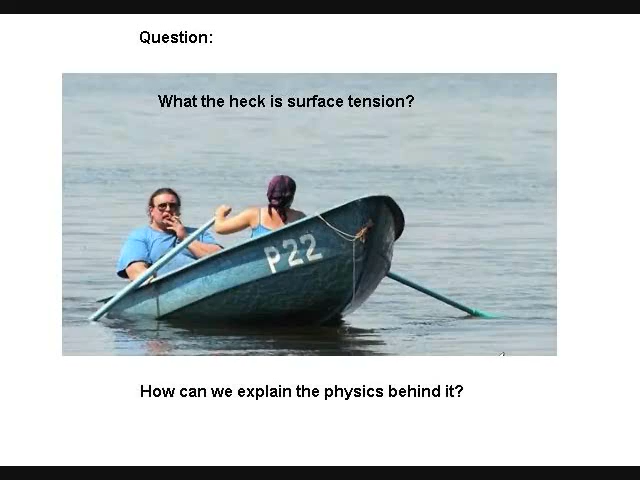 Question:
What the heck is surface tension?
P22
How can we explain the physics behind it?